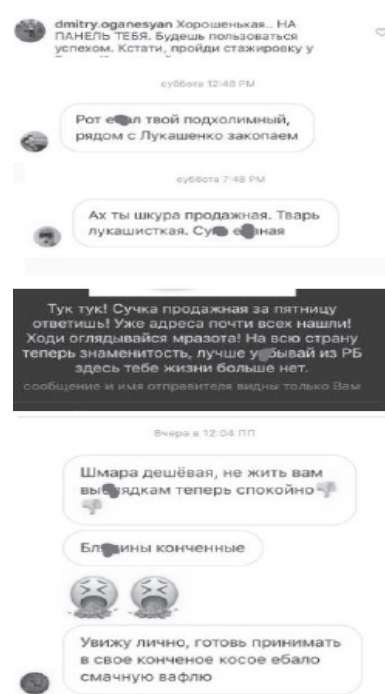 dmitry.oganesyan Хорошенькая.. НА
ПАНЕЛЬ ТЕБЯ. Будешь пользоваться
успехом. Кстати, пройди стажировку у
суббота 12:48 PM
Рот е л твой подхолимный,
рядом с Лукашенко закопаем
суббота 7:48 PM
Ах ты шкура продажная. Тварь
лукашисткая. Су е ная
Тук тук! Сучка продажная за пятницу
ответишь! Уже адреса почти всех нашли!
Ходи оглядывайся мразота! На всю страну
теперь знаменитость, лучше у бывай из РБ
здесь тебе жизни больше нет.
сообщение и имя отправителя видны только Вам
Вчера в 12:04 ПП
Шмара дешёвая, не жить вам
вы ядкам теперь спокойно👎
👎
Бл ины конченные
🤮 🤮
Увижу лично, готовь принимать
в свое конченое косое ебало
смачную вафлю